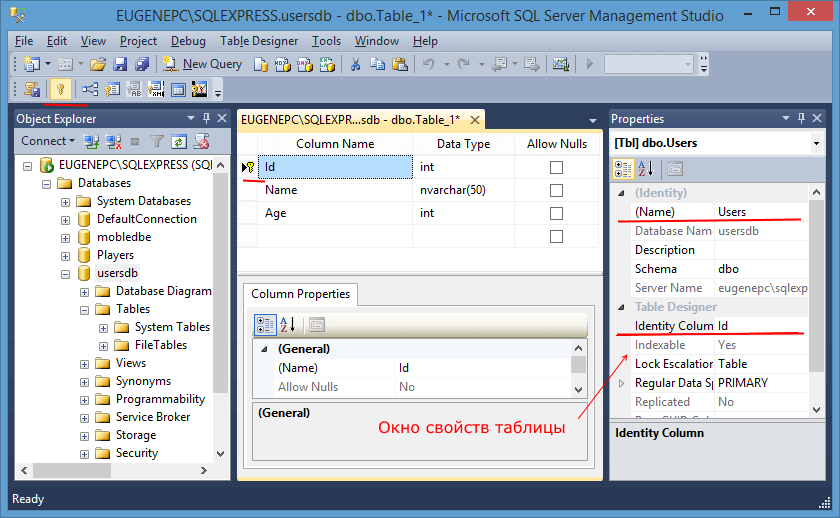 EUGENEPC\SQLEXPRESS.usersdb - dbo.Table_1* - Microsoft SQL Server Management Studio
File Edit View Project Debug Table Designer Tools Window Help
New Query
Object Explorer
Connect
EUGENEPC\SQLEXPRESS (SQL
Databases
System Databases
DefaultConnection
mobledbe
Players
usersdb
Database Diagram
Tables
System Tables
FileTables
Views
Synonyms
Programmability
Service Broker
Storage
Security
EUGENEPC\SQLEXPR...sdb - dbo.Table_1*
Column Name Data Type Allow Nulls
Id int
Name nvarchar(50)
Age int
Column Properties
(General)
(Name) Id
Allow Nulls No
(General)
Окно свойств таблицы
Properties
[Tbl] dbo.Users
(Identity)
(Name) Users
Database Nam usersdb
Description
Schema dbo
Server Name eugenepc\sqlexp
Table Designer
Identity Colum Id
Indexable Yes
Lock Escalation Table
Regular Data Sp PRIMARY
Replicated No
Identity Column
Ready